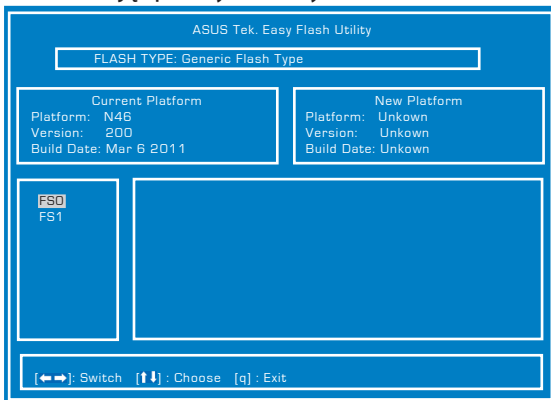 ASUS Tek. Easy Flash Utility
FLASH TYPE: Generic Flash Type
Current Platform
Platform: N46
Version: 200
Build Date: Mar 6 2011
New Platform
Platform: Unkown
Version: Unkown
Build Date: Unkown
FS0
FS1
[←→]: Switch [↑↓] : Choose [q] : Exit